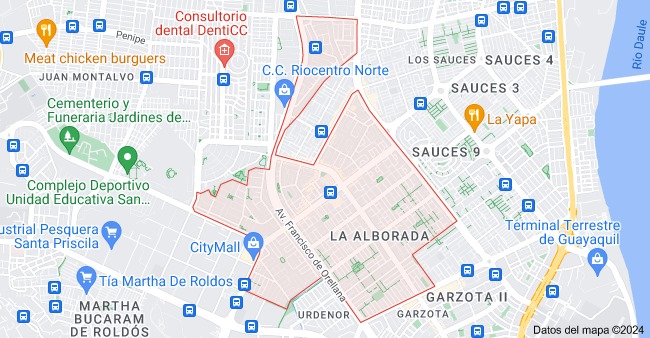 Consultorio
dental DentiCC
Penipe
Meat chicken burguers
JUAN MONTALVO
C.C. Riocentro Norte
LOS SAUCES
SAUCES 4
Río Daule
SAUCES 3
Cementerio y
Funeraria Jardines de...
La Yapa
SAUCES 9
Complejo Deportivo
Unidad Educativa San...
ustrial Pesquera
Santa Priscila
CityMall
Av. Francisco de Orellana
LA ALBORADA
Terminal Terrestre
de Guayaquil
Tía Martha De Roldos
MARTHA
BUCARAM
DE ROLDÓS
URDENOR
GARZOTA II
GARZOTA
Datos del mapa ©2024